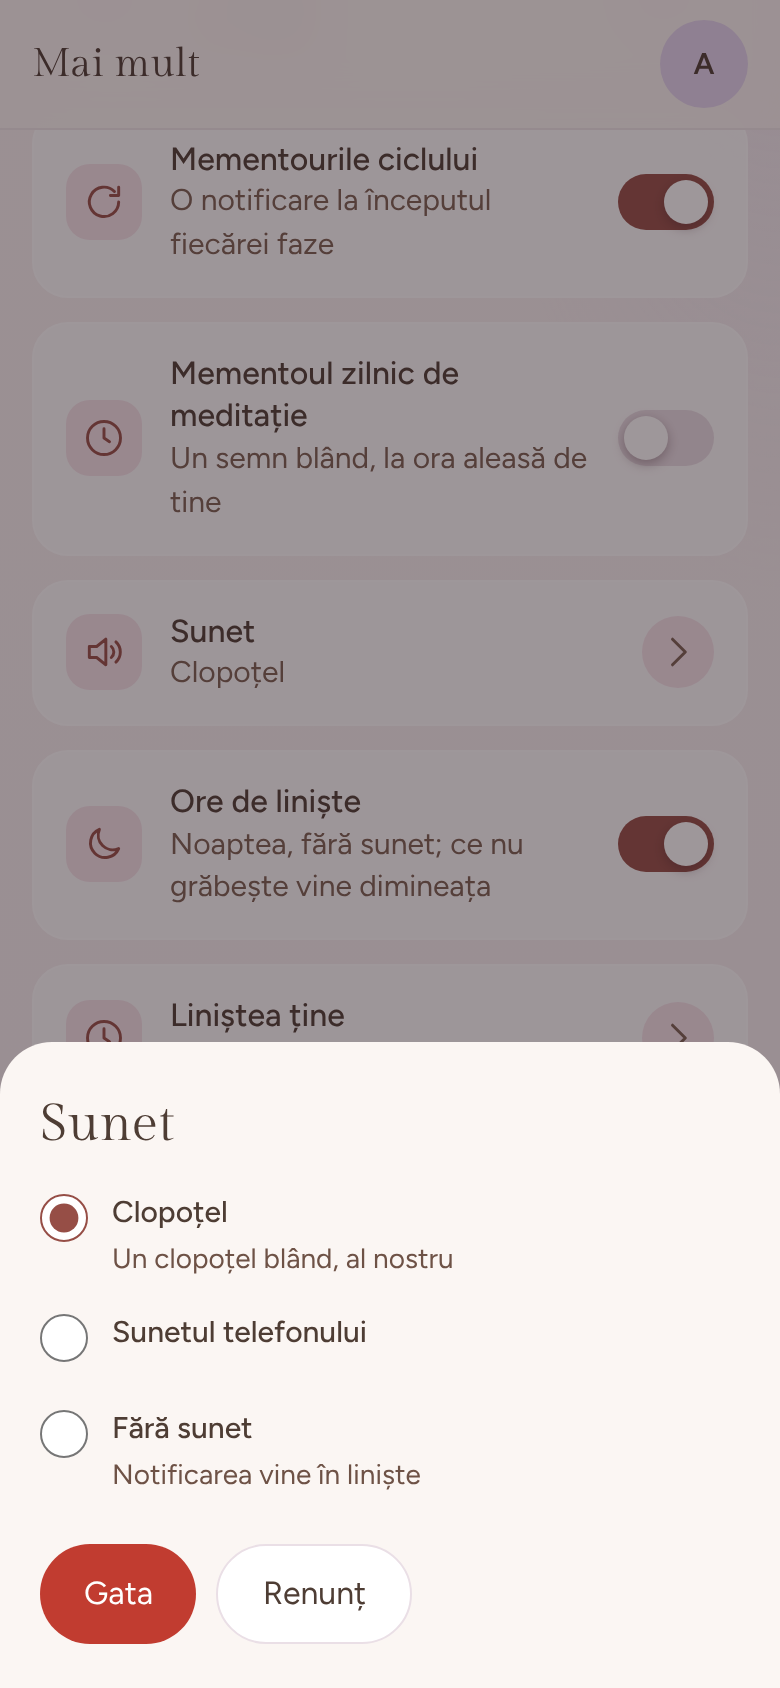 Mai mult
A
Mementourile ciclului
O notificare la începutul
fiecărei faze
Mementoul zilnic de
meditație
Un semn blând, la ora aleasă de
tine
Sunet
Clopoțel
Ore de liniște
Noaptea, fără sunet; ce nu
grăbește vine dimineața
Liniștea ține
Sunet
Clopoțel
Un clopoțel blând, al nostru
Sunetul telefonului
Fără sunet
Notificarea vine în liniște
Gata
Renunț